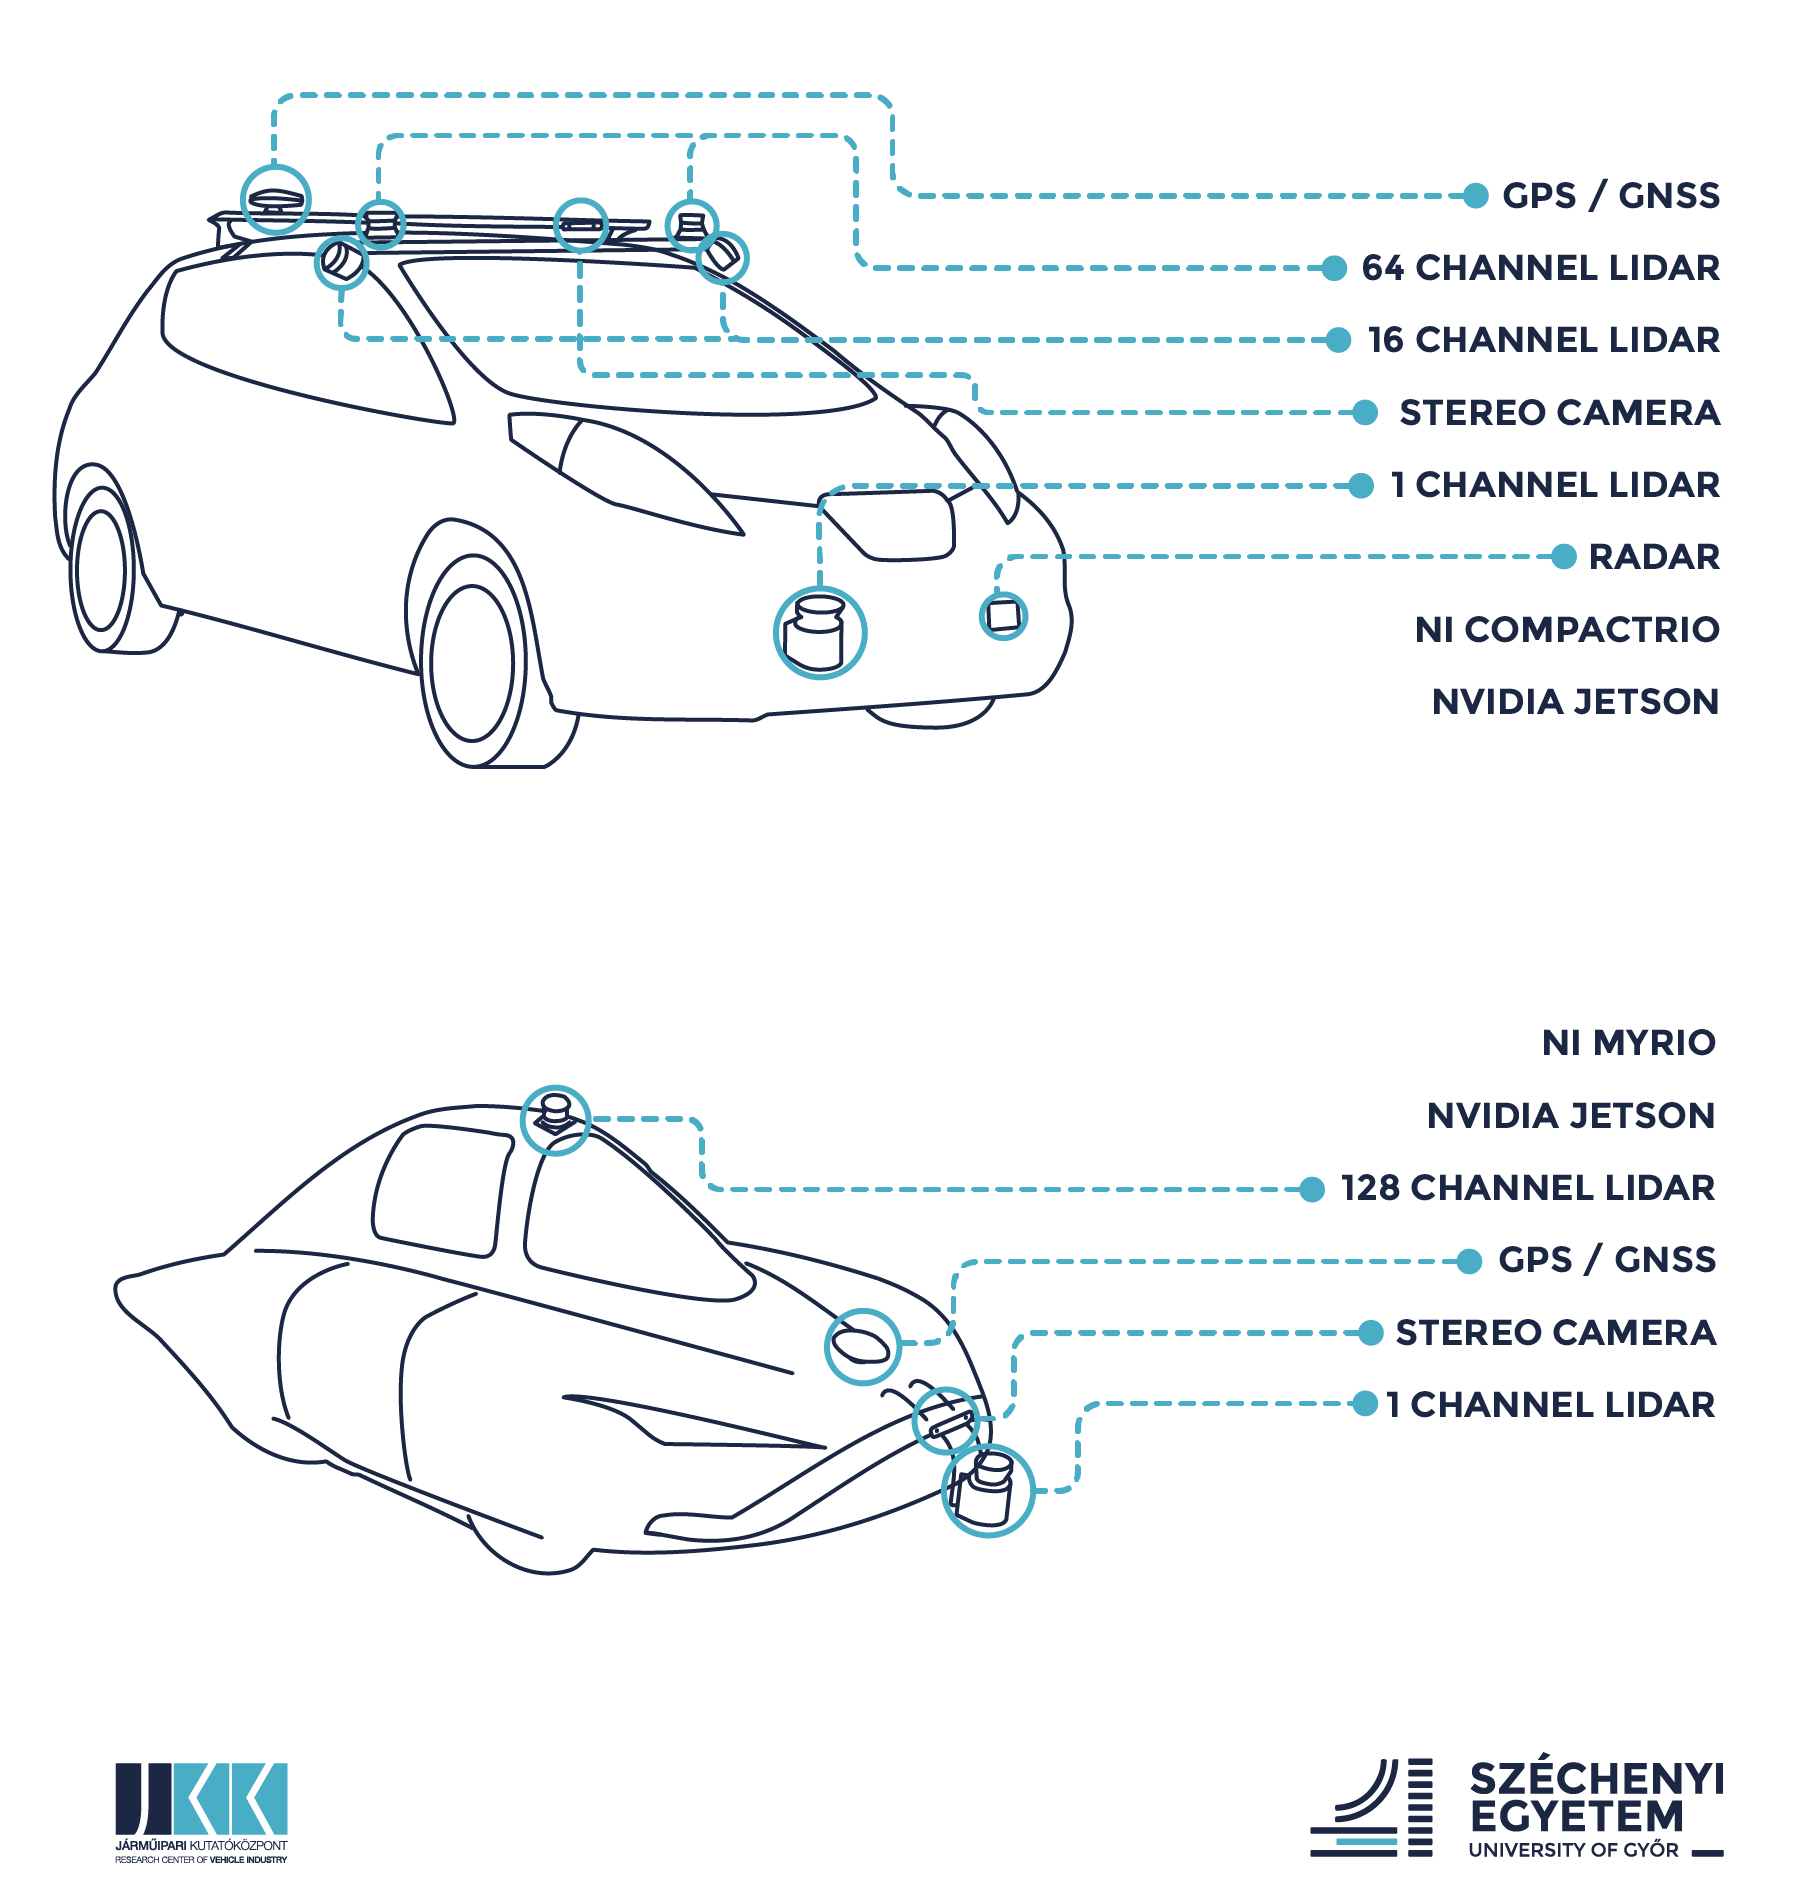 GPS / GNSS
64 CHANNEL LIDAR
16 CHANNEL LIDAR
STEREO CAMERA
1 CHANNEL LIDAR
RADAR
NI COMPACTRIO
NVIDIA JETSON
NI MYRIO
NVIDIA JETSON
128 CHANNEL LIDAR
GPS / GNSS
STEREO CAMERA
1 CHANNEL LIDAR
JKK
JÁRMŰIPARI KUTATÓKÖZPONT
RESEARCH CENTER OF VEHICLE INDUSTRY
SZÉCHENYI
EGYETEM
UNIVERSITY OF GYŐR